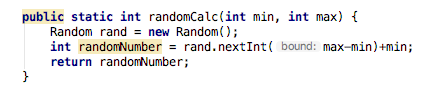 public static int randomCalc(int min, int max) {
    Random rand = new Random();
    int randomNumber = rand.nextInt( bound: max-min)+min;
    return randomNumber;
}